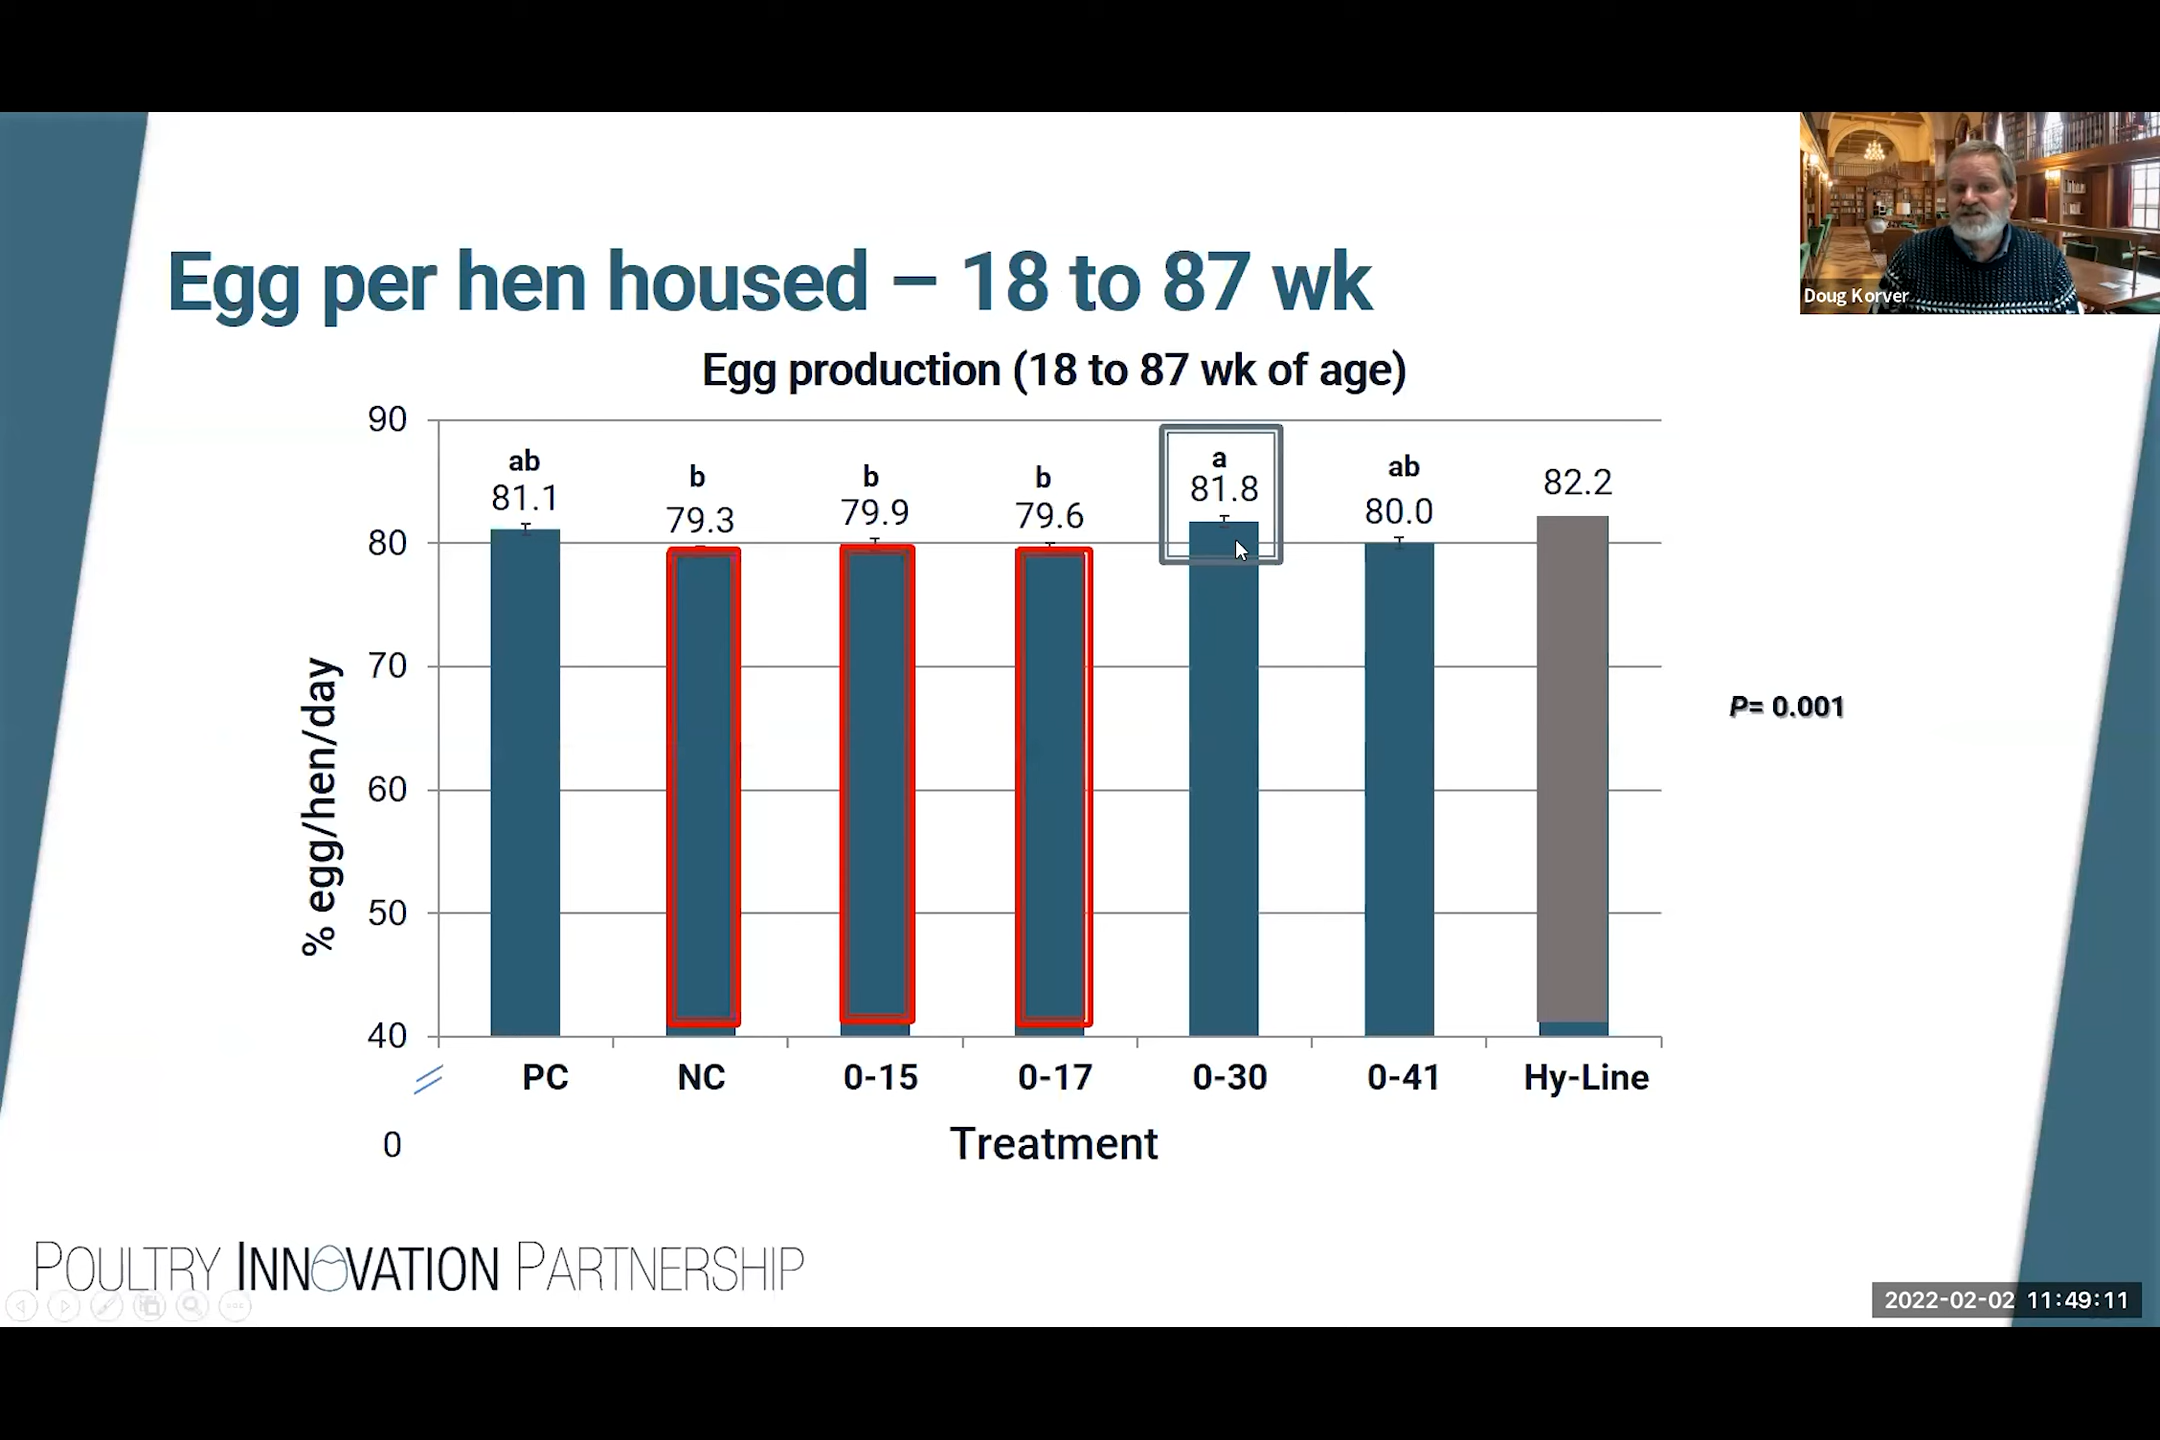 Doug Korver
Egg per hen housed – 18 to 87 wk
Egg production (18 to 87 wk of age)
90
80
70
60
50
40
0
% egg/hen/day
ab
81.1
b
79.3
b
79.9
b
79.6
a
81.8
ab
80.0
82.2
P= 0.001
PC NC 0-15 0-17 0-30 0-41 Hy-Line
Treatment
POULTRY INNOVATION PARTNERSHIP
2022-02-02 11:49:11